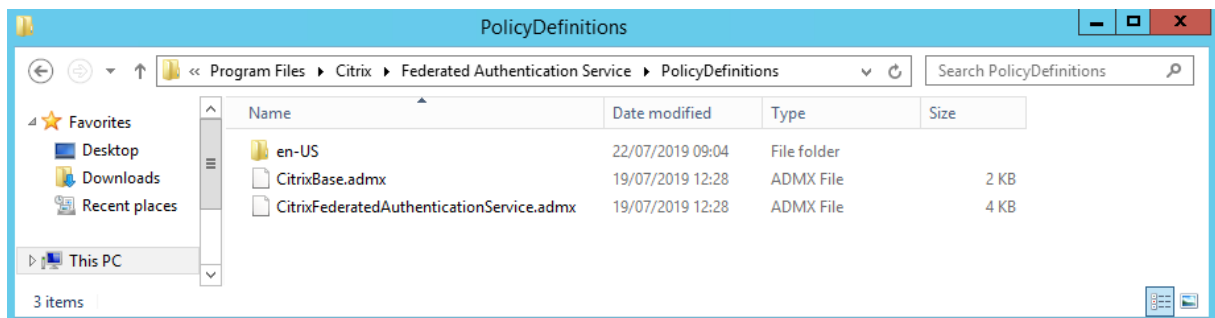 PolicyDefinitions
« Program Files Citrix Federated Authentication Service PolicyDefinitions Search PolicyDefinitions
Favorites
Desktop
Downloads
Recent places
This PC
Name Date modified Type Size
en-US 22/07/2019 09:04 File folder
CitrixBase.admx 19/07/2019 12:28 ADMX File 2 KB
CitrixFederatedAuthenticationService.admx 19/07/2019 12:28 ADMX File 4 KB
3 items